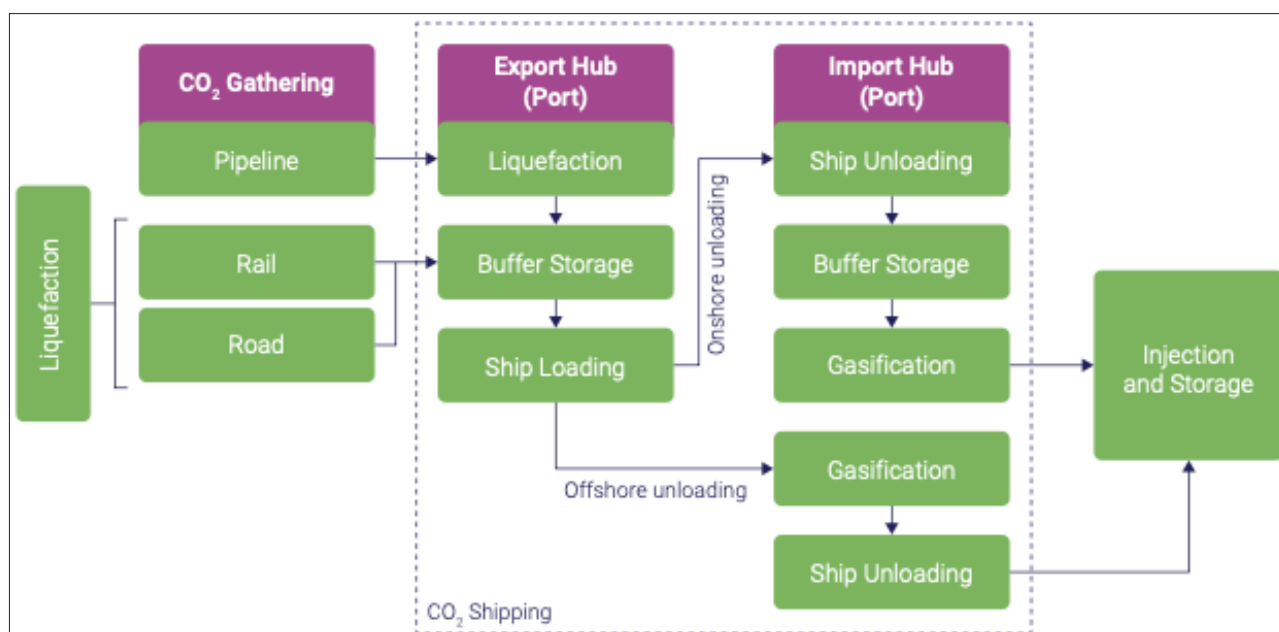 CO₂ Gathering
Export Hub
(Port)
Import Hub
(Port)
Pipeline
Liquefaction
Ship Unloading
Liquefaction
Rail
Buffer Storage
Onshore unloading
Buffer Storage
Road
Ship Loading
Gasification
Injection
and Storage
Gasification
Offshore unloading
Ship Unloading
CO₂ Shipping